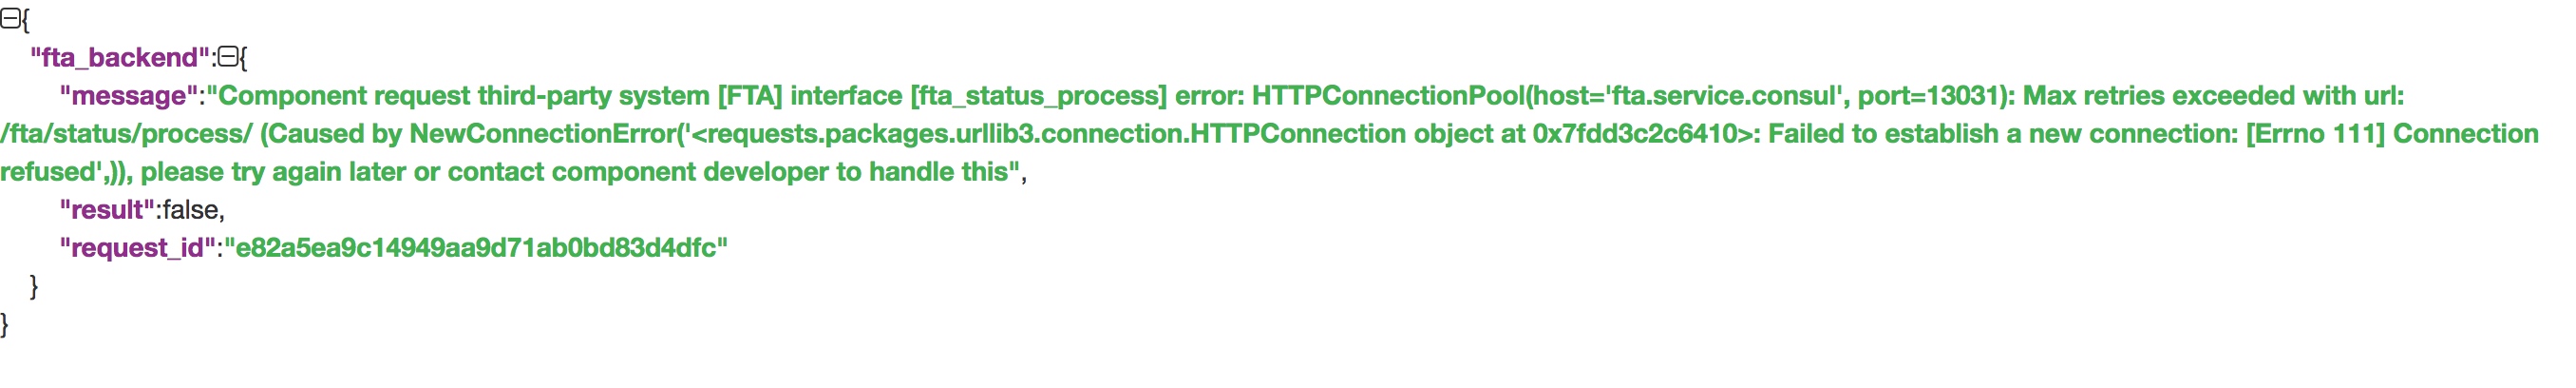 {
"fta_backend":{
"message":"Component request third-party system [FTA] interface [fta_status_process] error: HTTPConnectionPool(host='fta.service.consul', port=13031): Max retries exceeded with url:
/fta/status/process/ (Caused by NewConnectionError('<requests.packages.urllib3.connection.HTTPConnection object at 0x7fdd3c2c6410>: Failed to establish a new connection: [Errno 111] Connection
refused',)), please try again later or contact component developer to handle this",
"result":false,
"request_id":"e82a5ea9c14949aa9d71ab0bd83d4dfc"
}
}